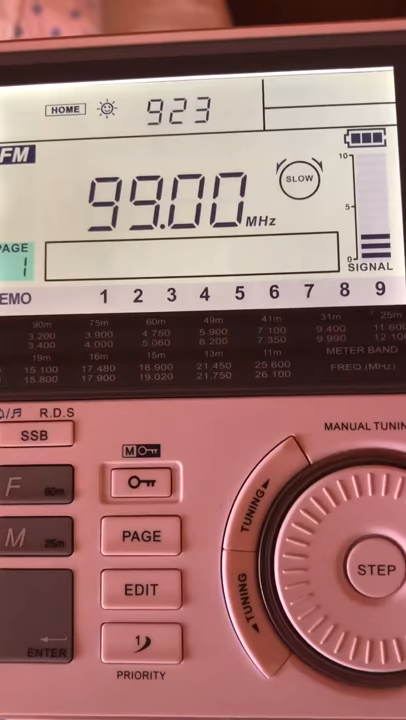 HOME 923
FM
10
99.00 MHz
SLOW
5
PAGE
1
0
SIGNAL
EMO 1 2 3 4 5 6 7 8 9
90m 75m 60m 49m 41m 31m 25m
3.200 3.900 4.750 5.900 7.100 9.400 11.600
3.400 4.000 5.060 6.200 7.350 9.990 12.100
19m 16m 15m 13m 11m METER BAND
15.100 17.480 18.900 21.450 25.600 FREQ (MHz)
15.800 17.900 19.020 21.750 26.100
R.D.S
MANUAL TUNIN
SSB
M
F 60m
TUNING
M 25m
PAGE
STEP
EDIT
TUNING
1
ENTER
PRIORITY